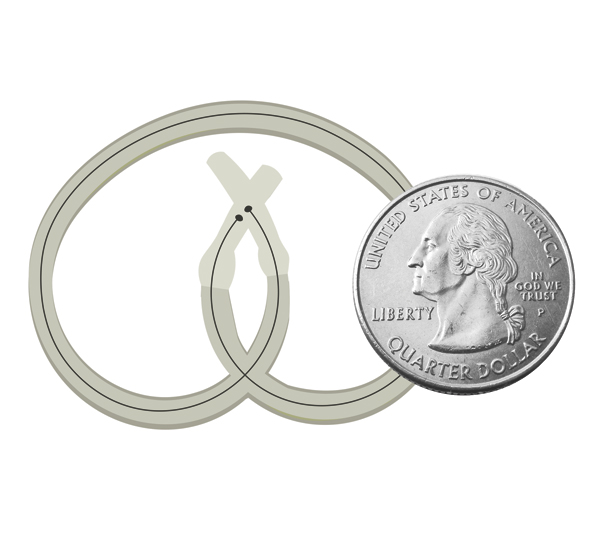 UNITED STATES OF AMERICA
LIBERTY
IN
GOD WE
TRUST
P
QUARTER DOLLAR